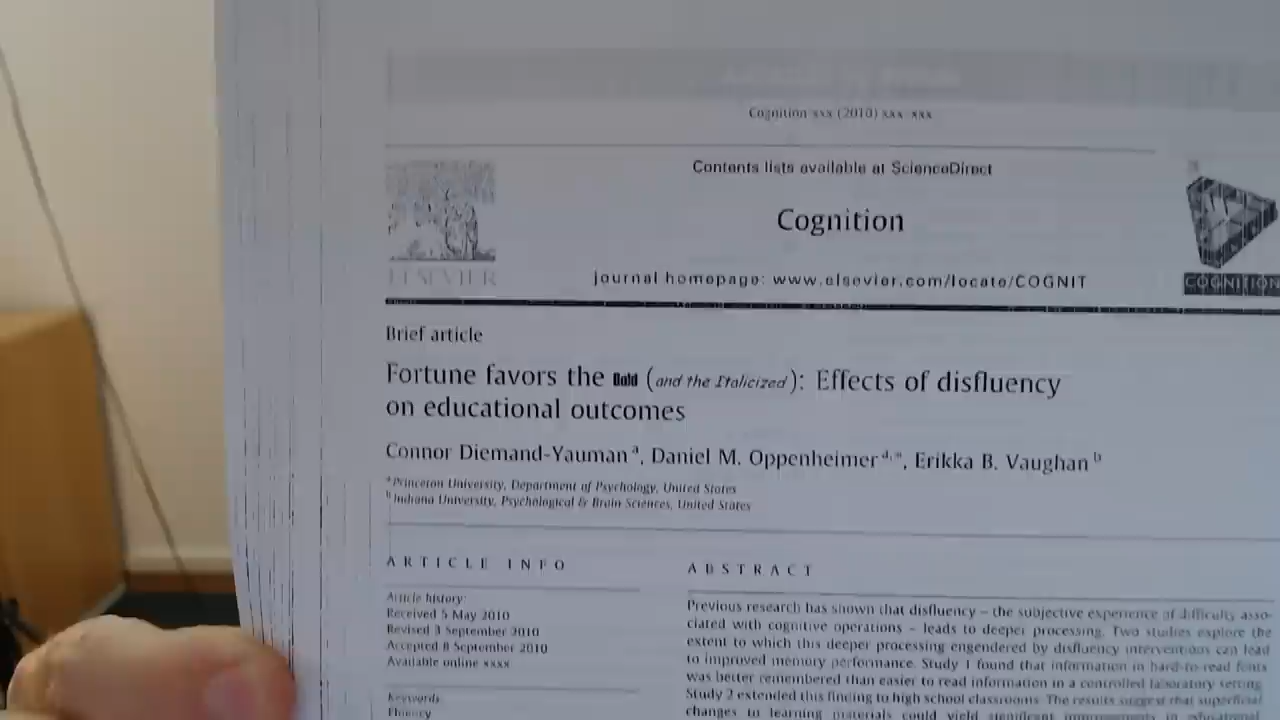 Cognition xxx (2010) xxx–xxx
Contents lists available at ScienceDirect
Cognition
ELSEVIER
journal homepage: www.elsevier.com/locate/COGNIT
COGNITION
Brief article
Fortune favors the Bold (and the Italicized): Effects of disfluency
on educational outcomes
Connor Diemand-Yauman a, Daniel M. Oppenheimer a,*, Erikka B. Vaughan b
a Princeton University, Department of Psychology, United States
b Indiana University, Psychological & Brain Sciences, United States
ARTICLE INFO
Article history:
Received 5 May 2010
Revised 3 September 2010
Accepted 8 September 2010
Available online xxxx
Keywords
Fluency
ABSTRACT
Previous research has shown that disfluency – the subjective experience of difficulty asso-
ciated with cognitive operations – leads to deeper processing. Two studies explore the
extent to which this deeper processing engendered by disfluency interventions can lead
to improved memory performance. Study 1 found that information in hard-to-read fonts
was better remembered than easier to read information in a controlled laboratory setting.
Study 2 extended this finding to high school classrooms. The results suggest that superficial
changes to learning materials could yield significant improvements in educational